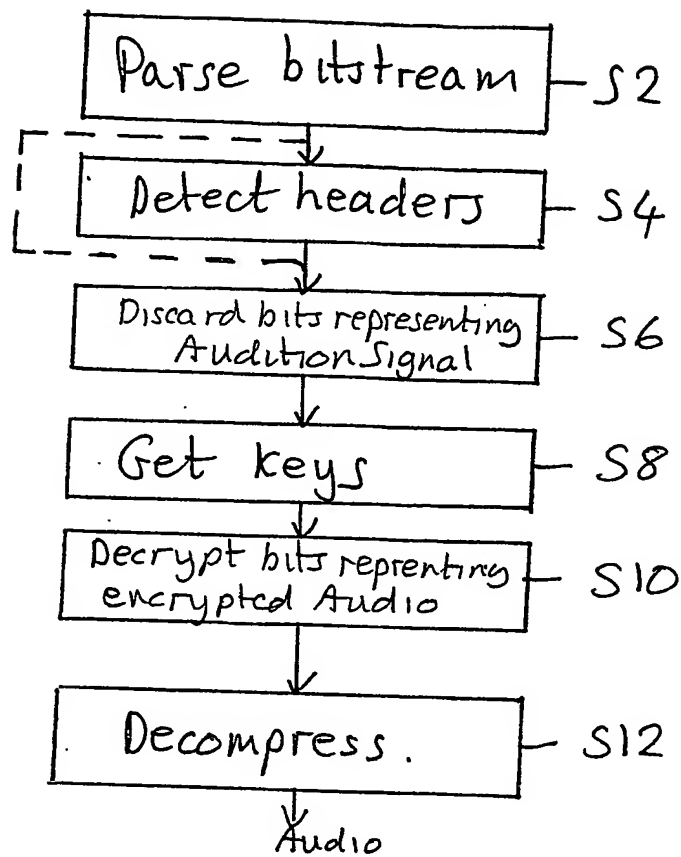 Parse bitstream
S2
Detect headers
S4
Discard bits representing
Audition Signal
S6
Get keys
S8
Decrypt bits reprenting
encrypted Audio
S10
Decompress.
S12
Audio